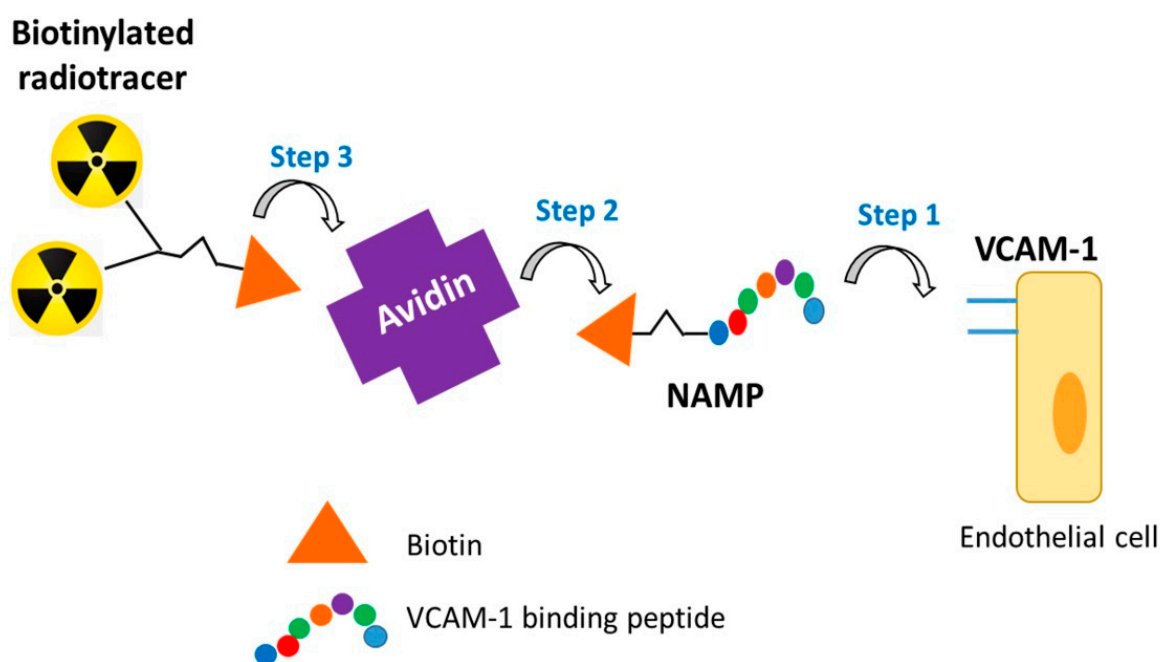 Biotinylated
radiotracer
Step 3
Step 2
Step 1
VCAM-1
Avidin
NAMP
Endothelial cell
Biotin
VCAM-1 binding peptide